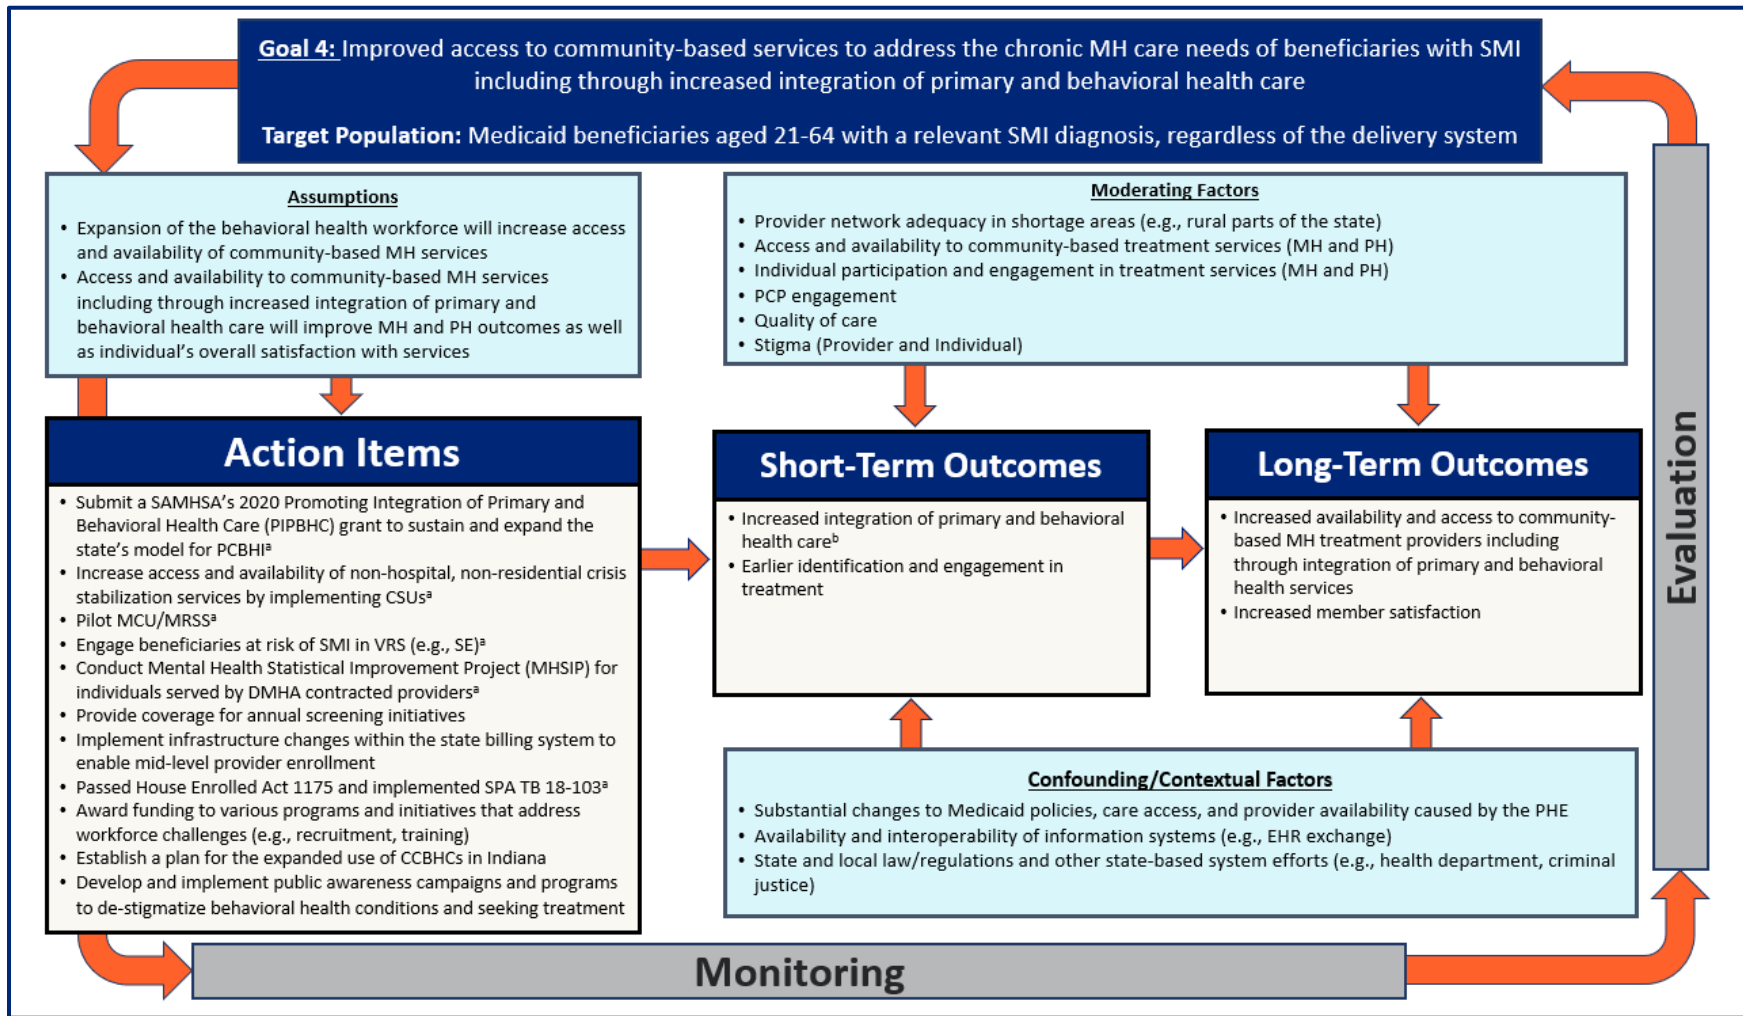 Goal 4: Improved access to community-based services to address the chronic MH care needs of beneficiaries with SMI
including through increased integration of primary and behavioral health care
Target Population: Medicaid beneficiaries aged 21-64 with a relevant SMI diagnosis, regardless of the delivery system
Assumptions
• Expansion of the behavioral health workforce will increase access
and availability of community-based MH services
• Access and availability to community-based MH services
including through increased integration of primary and
behavioral health care will improve MH and PH outcomes as well
as individual's overall satisfaction with services
Moderating Factors
• Provider network adequacy in shortage areas (e.g., rural parts of the state)
• Access and availability to community-based treatment services (MH and PH)
• Individual participation and engagement in treatment services (MH and PH)
• PCP engagement
• Quality of care
• Stigma (Provider and Individual)
Action Items
• Submit a SAMHSA's 2020 Promoting Integration of Primary and
Behavioral Health Care (PIPBHC) grant to sustain and expand the
state's model for PCBHIᵃ
• Increase access and availability of non-hospital, non-residential crisis
stabilization services by implementing CSUsᵃ
• Pilot MCU/MRSSᵃ
• Engage beneficiaries at risk of SMI in VRS (e.g., SE)ᵃ
• Conduct Mental Health Statistical Improvement Project (MHSIP) for
individuals served by DMHA contracted providersᵃ
• Provide coverage for annual screening initiatives
• Implement infrastructure changes within the state billing system to
enable mid-level provider enrollment
• Passed House Enrolled Act 1175 and implemented SPA TB 18-103ᵃ
• Award funding to various programs and initiatives that address
workforce challenges (e.g., recruitment, training)
• Establish a plan for the expanded use of CCBHCs in Indiana
• Develop and implement public awareness campaigns and programs
to de-stigmatize behavioral health conditions and seeking treatment
Short-Term Outcomes
• Increased integration of primary and behavioral
health careᵇ
• Earlier identification and engagement in
treatment
Long-Term Outcomes
• Increased availability and access to community-
based MH treatment providers including
through integration of primary and behavioral
health services
• Increased member satisfaction
Confounding/Contextual Factors
• Substantial changes to Medicaid policies, care access, and provider availability caused by the PHE
• Availability and interoperability of information systems (e.g., EHR exchange)
• State and local law/regulations and other state-based system efforts (e.g., health department, criminal
justice)
Monitoring
Evaluation